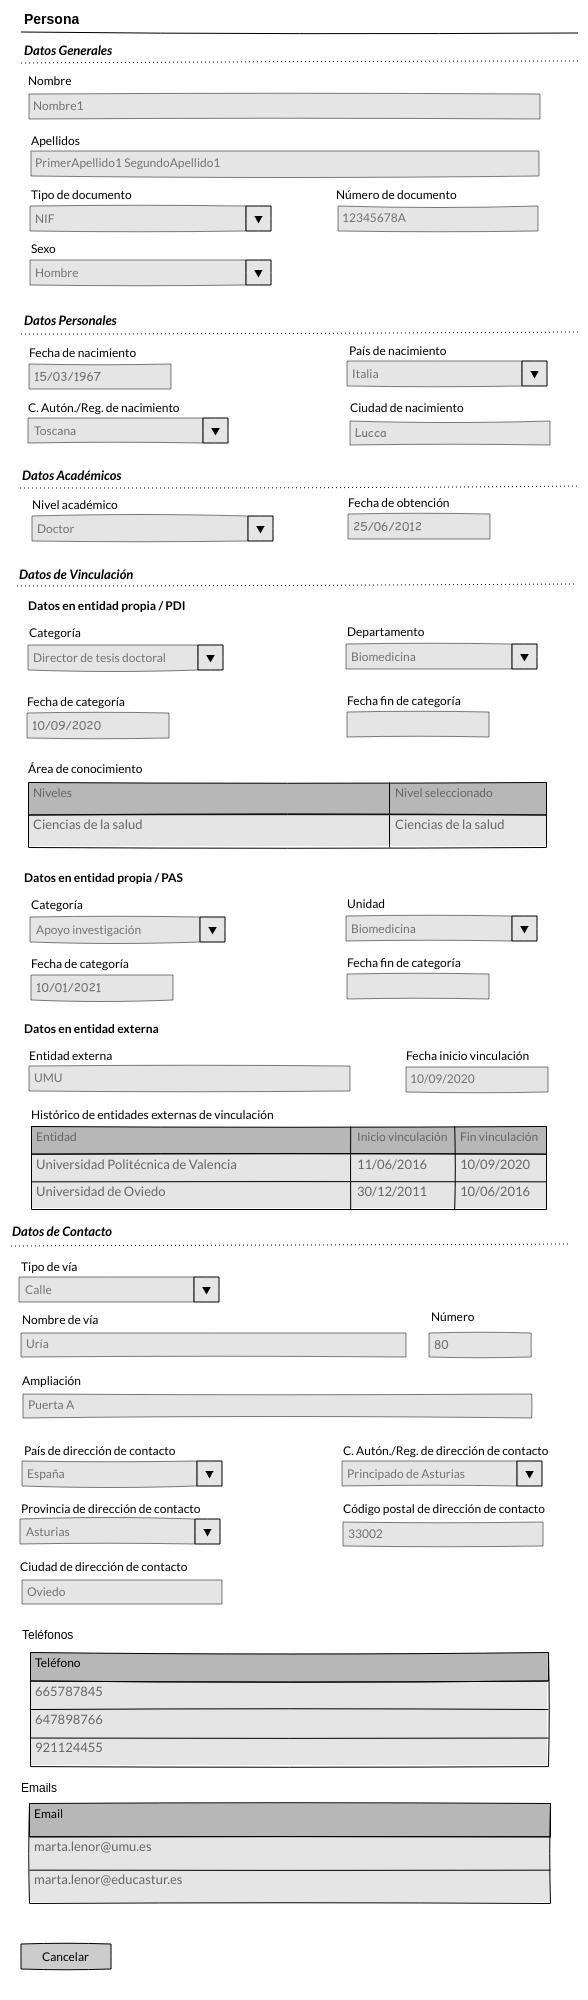 Persona
Datos Generales
Nombre
Nombre1
Apellidos
PrimerApellido1 SegundoApellido1
Tipo de documento Número de documento
NIF 12345678A
Sexo
Hombre
Datos Personales
Fecha de nacimiento País de nacimiento
15/03/1967 Italia
C. Autón./Reg. de nacimiento Ciudad de nacimiento
Toscana Lucca
Datos Académicos
Nivel académico Fecha de obtención
Doctor 25/06/2012
Datos de Vinculación
Datos en entidad propia / PDI
Categoría Departamento
Director de tesis doctoral Biomedicina
Fecha de categoría Fecha fin de categoría
10/09/2020
Área de conocimiento
Niveles Nivel seleccionado
Ciencias de la salud Ciencias de la salud
Datos en entidad propia / PAS
Categoría Unidad
Apoyo investigación Biomedicina
Fecha de categoría Fecha fin de categoría
10/01/2021
Datos en entidad externa
Entidad externa Fecha inicio vinculación
UMU 10/09/2020
Histórico de entidades externas de vinculación
Entidad Inicio vinculación Fin vinculación
Universidad Politécnica de Valencia 11/06/2016 10/09/2020
Universidad de Oviedo 30/12/2011 10/06/2016
Datos de Contacto
Tipo de vía
Calle
Nombre de vía Número
Uría 80
Ampliación
Puerta A
País de dirección de contacto C. Autón./Reg. de dirección de contacto
España Principado de Asturias
Provincia de dirección de contacto Código postal de dirección de contacto
Asturias 33002
Ciudad de dirección de contacto
Oviedo
Teléfonos
Teléfono
665787845
647898766
921124455
Emails
Email
marta.lenor@umu.es
marta.lenor@educastur.es
Cancelar